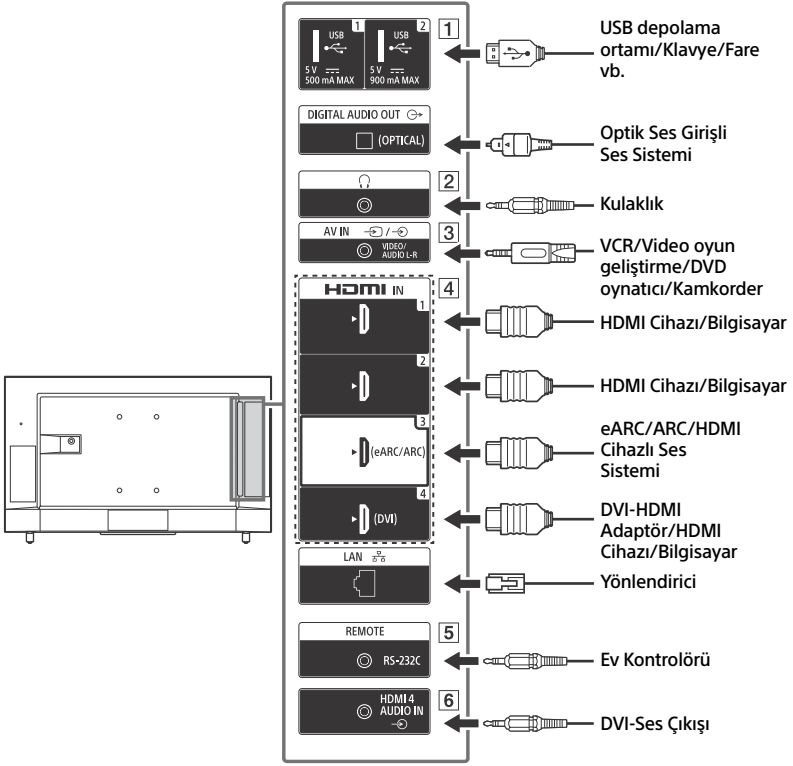 1
USB
2
USB
5 V
500 mA MAX
5 V
900 mA MAX
1
USB depolama
ortamı/Klavye/Fare
vb.
DIGITAL AUDIO OUT
(OPTICAL)
Optik Ses Girişli
Ses Sistemi
2
Kulaklık
AV IN
/
VIDEO/
AUDIO L-R
3
VCR/Video oyun
geliştirme/DVD
oynatıcı/Kamkorder
HDMI IN
4
1
HDMI Cihazı/Bilgisayar
2
HDMI Cihazı/Bilgisayar
3
(eARC/ARC)
eARC/ARC/HDMI
Cihazlı Ses
Sistemi
4
(DVI)
DVI-HDMI
Adaptör/HDMI
Cihazı/Bilgisayar
LAN
Yönlendirici
REMOTE
5
RS-232C
Ev Kontrolörü
HDMI 4
AUDIO IN
6
DVI-Ses Çıkışı